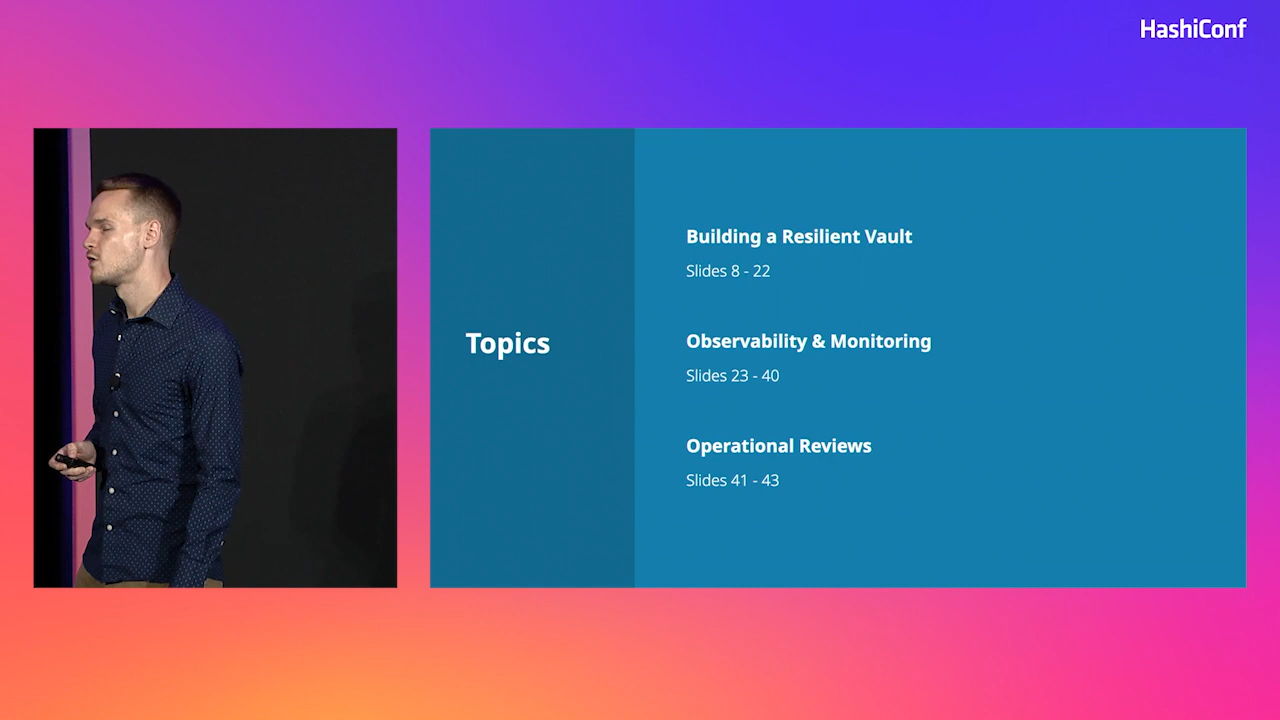 HashiConf
Topics
Building a Resilient Vault
Slides 8 - 22
Observability & Monitoring
Slides 23 - 40
Operational Reviews
Slides 41 - 43